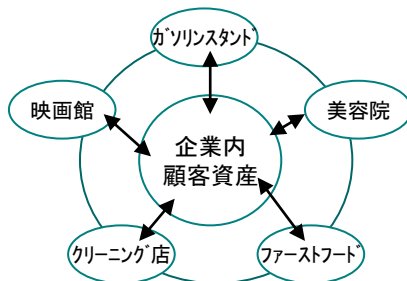 ｶﾞｿﾘﾝｽﾀﾝﾄﾞ
映画館
美容院
企業内
顧客資産
ｸﾘｰﾆﾝｸﾞ店
ﾌｧｰｽﾄﾌｰﾄﾞ